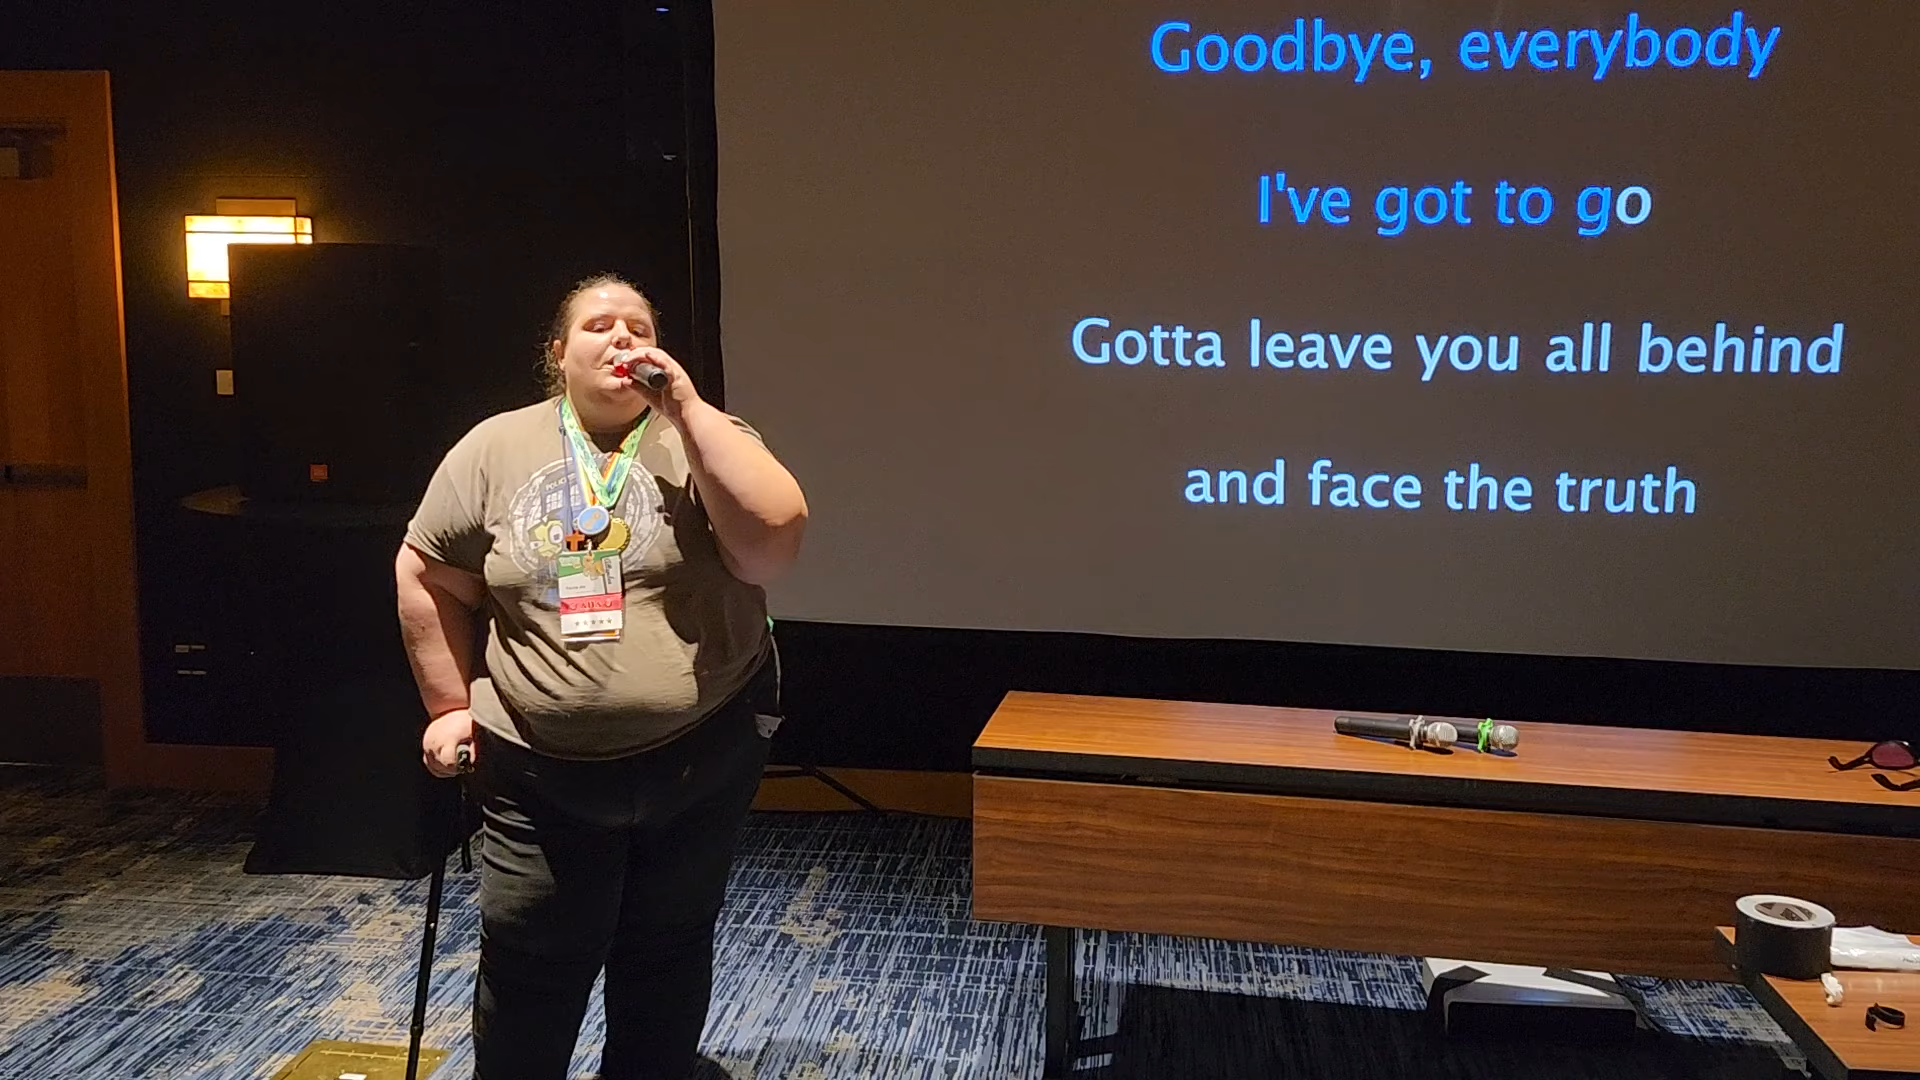 Goodbye, everybody
I've got to go
Gotta leave you all behind
and face the truth